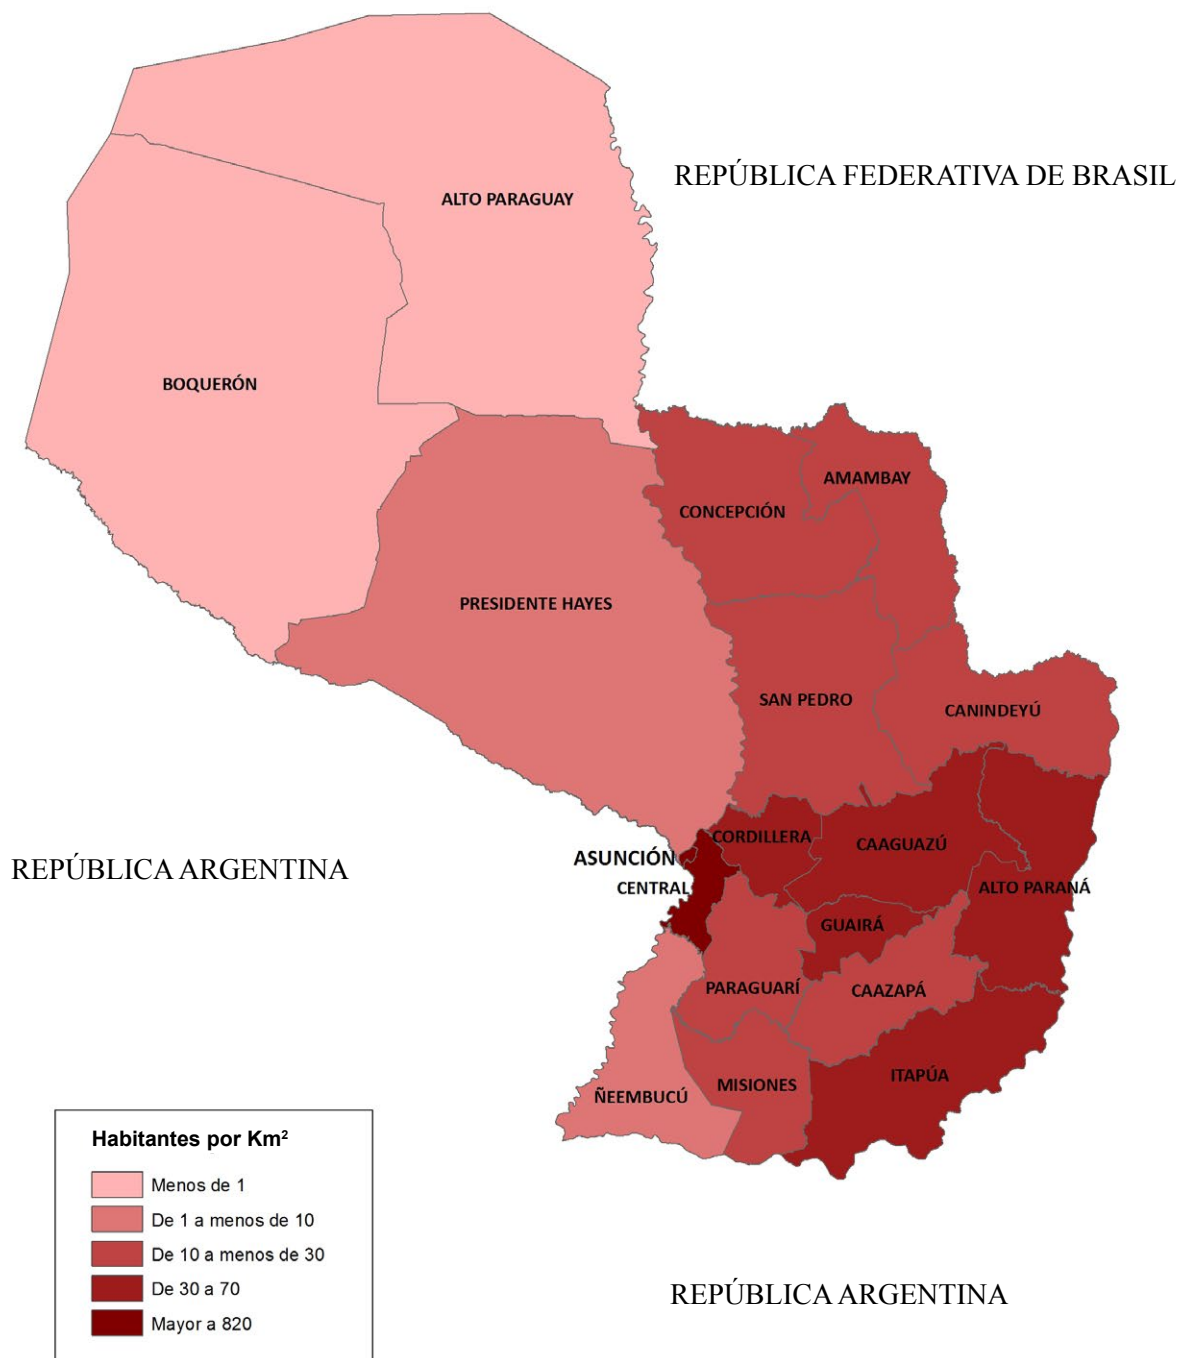 REPÚBLICA FEDERATIVA DE BRASIL
ALTO PARAGUAY
BOQUERÓN
AMAMBAY
CONCEPCIÓN
PRESIDENTE HAYES
SAN PEDRO
CANINDEYÚ
CORDILLERA
CAAGUAZÚ
ASUNCIÓN
REPÚBLICA ARGENTINA
CENTRAL
ALTO PARANÁ
GUAIRÁ
PARAGUARÍ
CAAZAPÁ
ITAPÚA
MISIONES
ÑEEMBUCÚ
Habitantes por Km²
Menos de 1
De 1 a menos de 10
De 10 a menos de 30
De 30 a 70
Mayor a 820
REPÚBLICA ARGENTINA